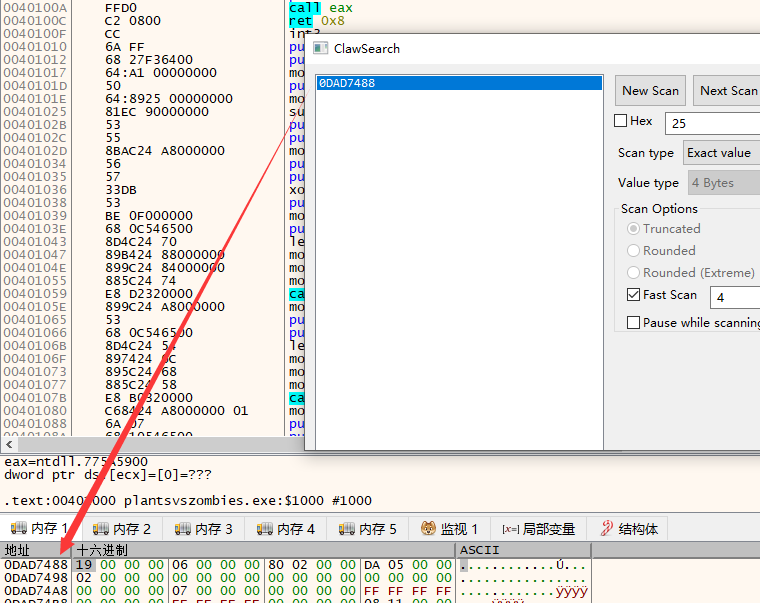 0040100A FFD0 call eax
0040100C C2 0800 ret 0x8
0040100F CC int3
00401010 6A FF pu
00401012 68 27F36400 pu
00401017 64:A1 00000000 mo
0040101D 50 pu
0040101E 64:8925 00000000 mo
00401025 81EC 90000000 su
0040102B 53 pu
0040102C 55 pu
0040102D 8BAC24 A8000000 mo
00401034 56 pu
00401035 57 pu
00401036 33DB xo
00401038 53 pu
00401039 BE 0F000000 mo
0040103E 68 0C546500 pu
00401043 8D4C24 70 le
00401047 89B424 88000000 mo
0040104E 899C24 84000000 mo
00401055 885C24 74 mo
00401059 E8 D2320000 ca
0040105E 899C24 A8000000 mo
00401065 53 pu
00401066 68 0C546500 pu
0040106B 8D4C24 54 le
0040106F 897424 6C mo
00401073 895C24 68 mo
00401077 885C24 58 mo
0040107B E8 B0320000 ca
00401080 C68424 A8000000 01 mo
00401088 6A 07 pu
ClawSearch
0DAD7488
New Scan Next Scan
Hex 25
Scan type Exact value
Value type 4 Bytes
Scan Options
Truncated
Rounded
Rounded (Extreme)
Fast Scan 4
Pause while scanning
eax=ntdll.775A5900
dword ptr ds:[ecx]=[0]=???
.text:00401000 plantsvszombies.exe:$1000 #1000
内存 1 内存 2 内存 3 内存 4 内存 5 监视 1 [x=] 局部变量 结构体
地址 十六进制 ASCII
0DAD7488 19 00 00 00 06 00 00 00 80 02 00 00 DA 05 00 00 ............Ú...
0DAD7498 02 00 00 00 00 00 00 00 00 00 00 00 00 00 00 00 ................
0DAD74A8 00 00 00 00 07 00 00 00 00 00 00 00 FF FF FF FF ............ÿÿÿÿ